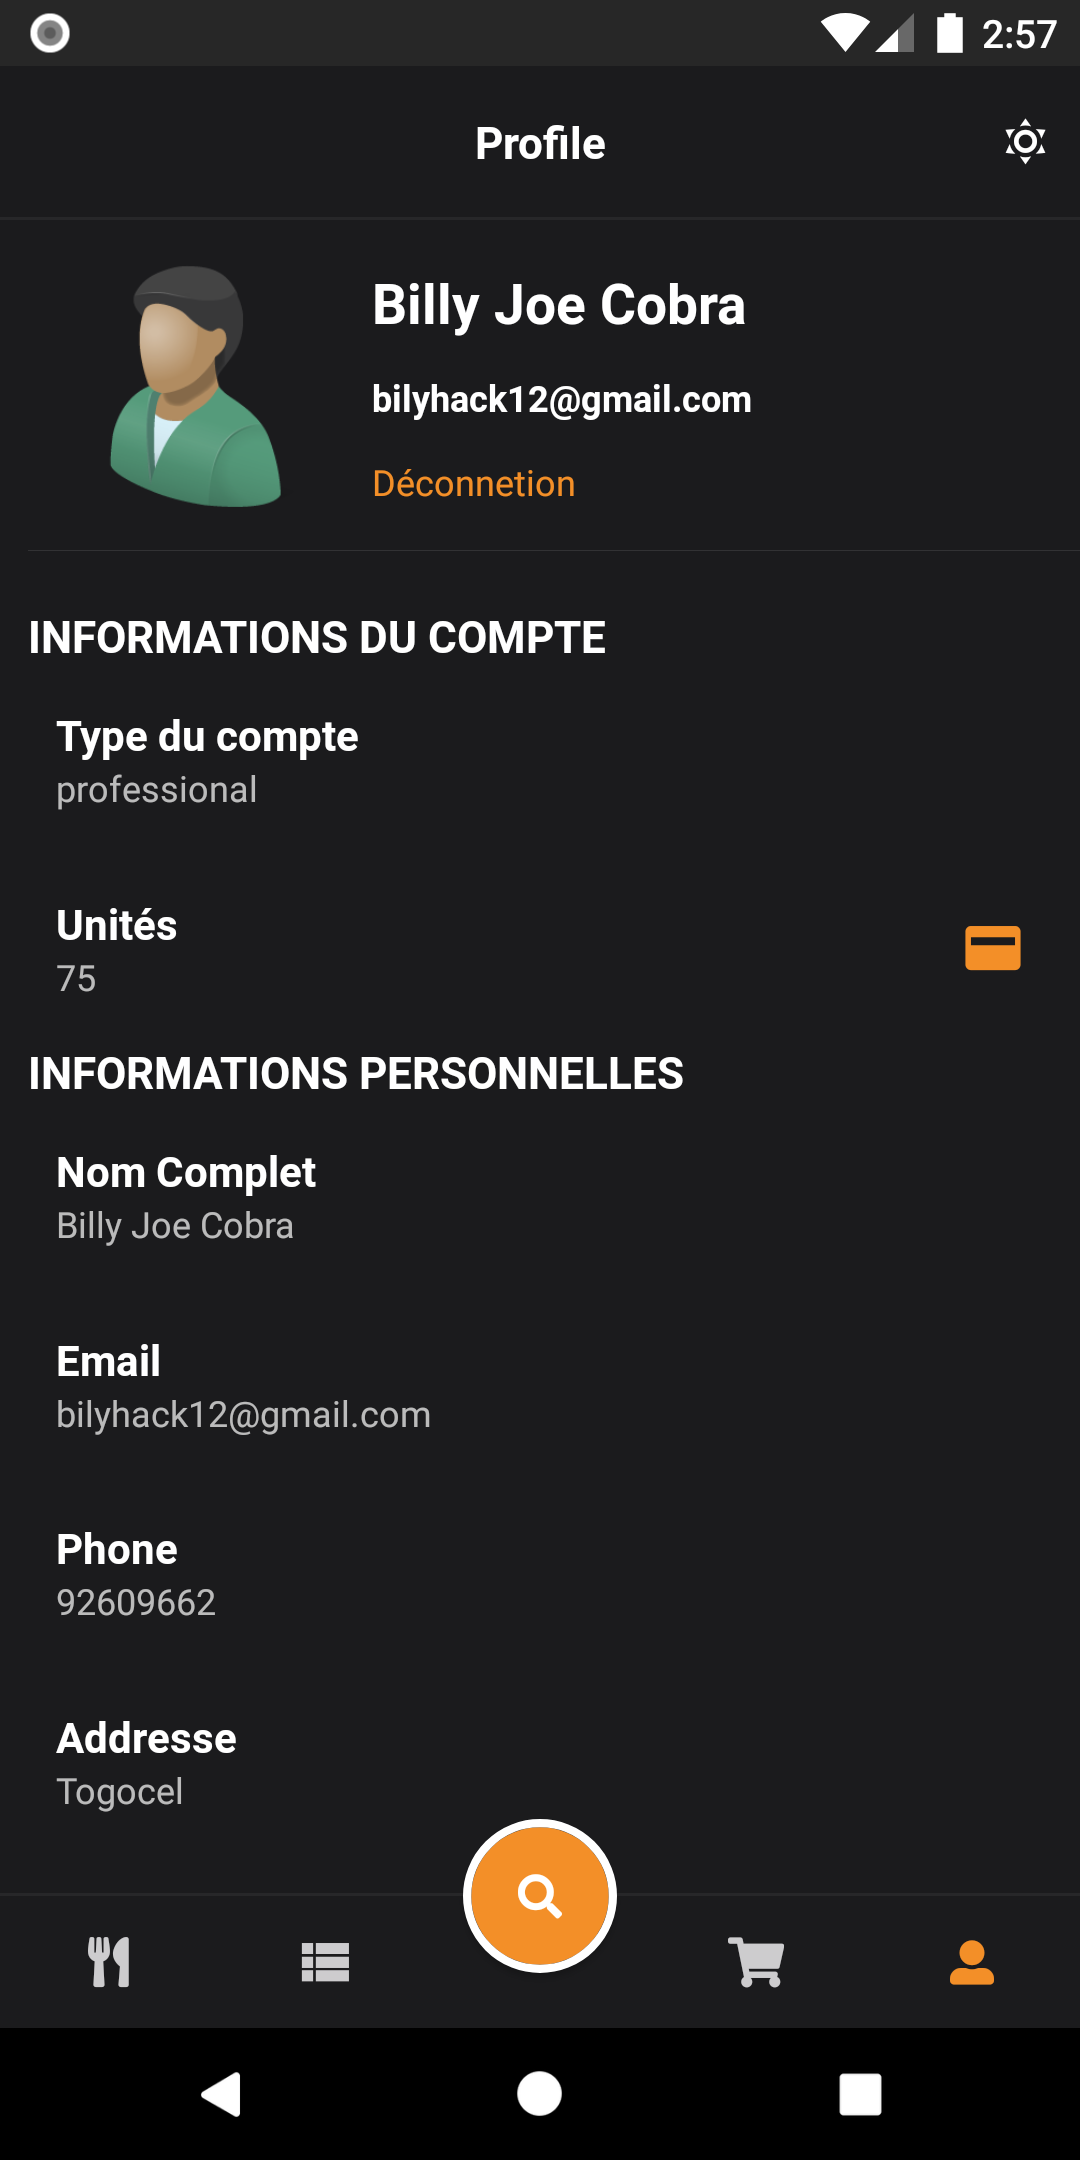 2:57
Profile
Billy Joe Cobra
bilyhack12@gmail.com
Déconnetion
INFORMATIONS DU COMPTE
Type du compte
professional
Unités
75
INFORMATIONS PERSONNELLES
Nom Complet
Billy Joe Cobra
Email
bilyhack12@gmail.com
Phone
92609662
Addresse
Togocel